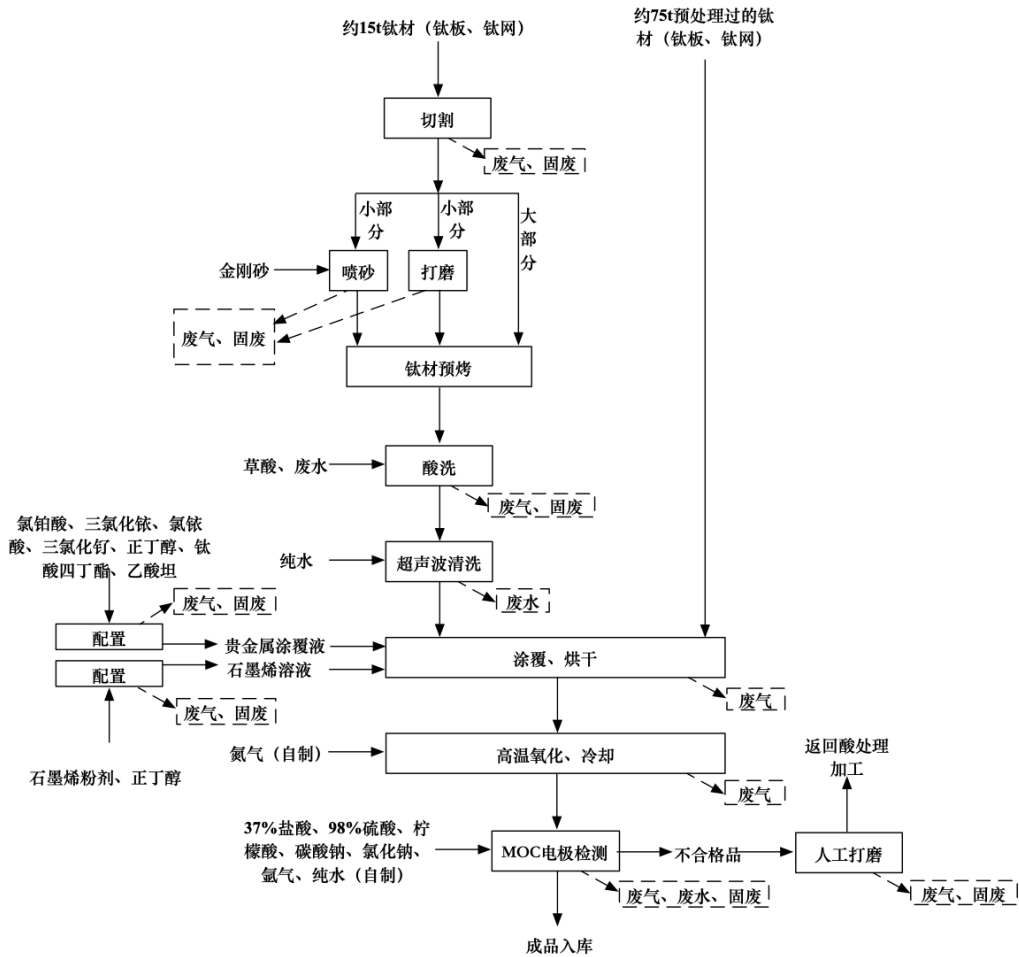 约15t钛材（钛板、钛网）
约75t预处理过的钛
材（钛板、钛网）
切割
废气、固废
小部
分
小部
分
大
部
分
金刚砂
喷砂
打磨
废气、固废
钛材预烤
草酸、废水
酸洗
废气、固废
氯铂酸、三氯化铱、氯铱
酸、三氯化钌、正丁醇、钛
酸四丁酯、乙酸坦
纯水
超声波清洗
废水
废气、固废
配置
贵金属涂覆液
涂覆、烘干
石墨烯溶液
配置
废气
废气、固废
石墨烯粉剂、正丁醇
氮气（自制）
高温氧化、冷却
废气
返回酸处理
加工
37%盐酸、98%硫酸、柠
檬酸、碳酸钠、氯化钠、
氩气、纯水（自制）
MOC电极检测
不合格品
人工打磨
废气、废水、固废
废气、固废
成品入库